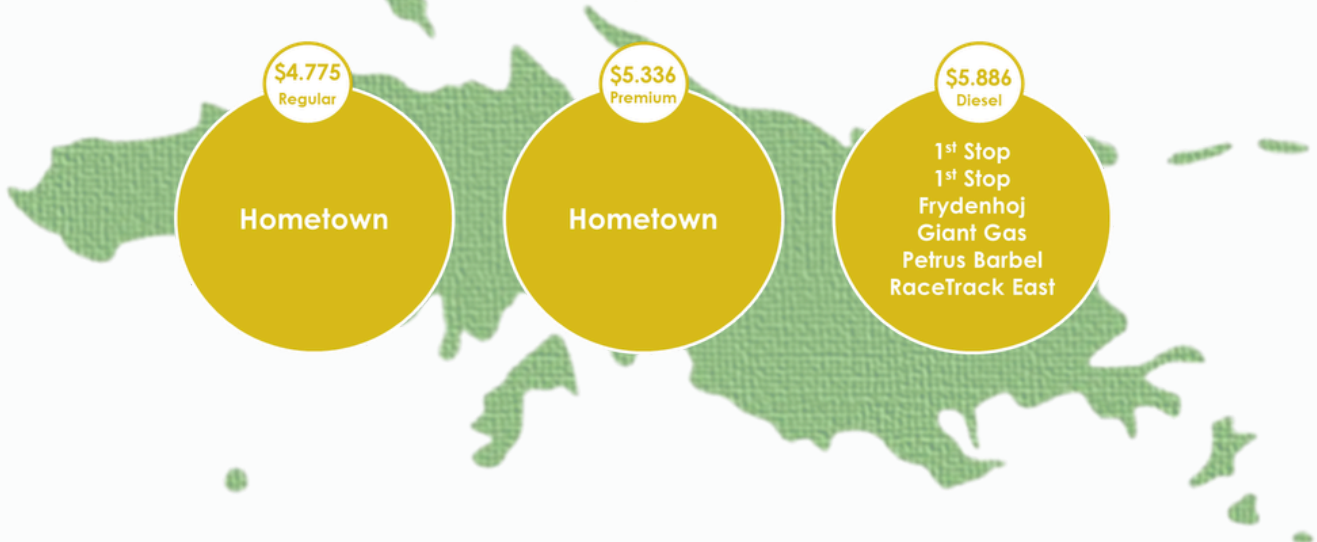 $4.775
Regular
Hometown
$5.336
Premium
Hometown
$5.886
Diesel
1st Stop
1st Stop
Frydenhoj
Giant Gas
Petrus Barbel
RaceTrack East